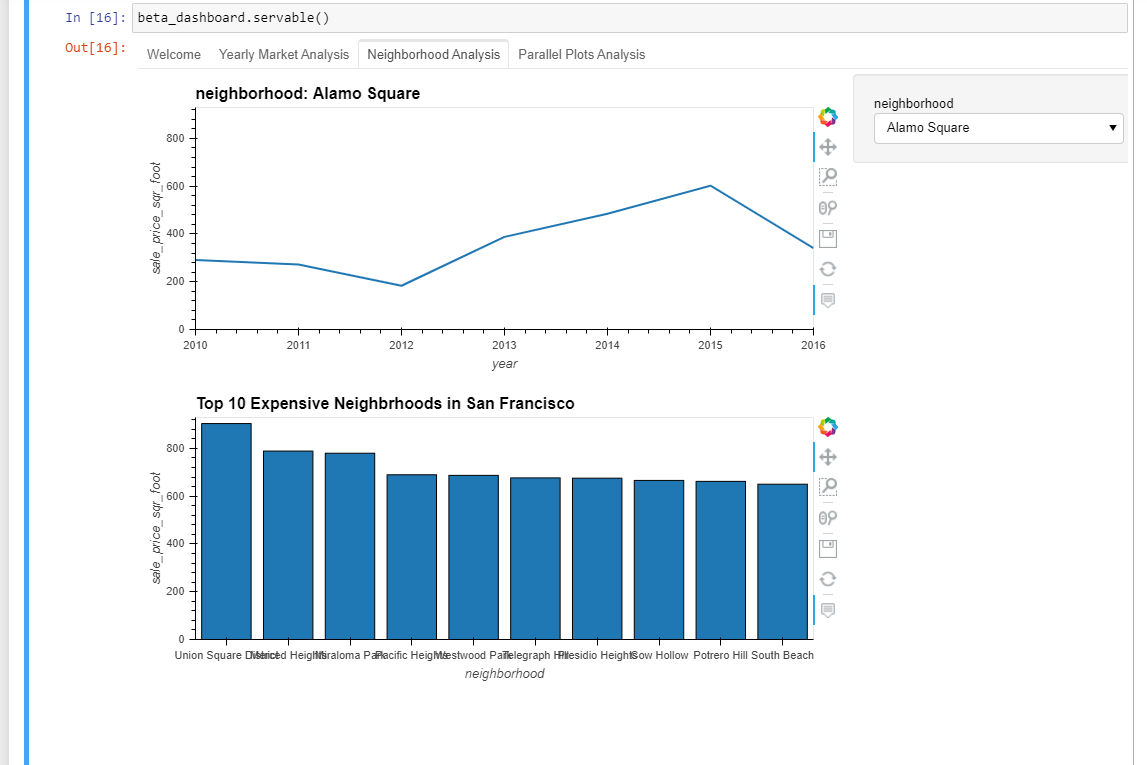 In [16]: beta_dashboard.servable()
Out[16]:
Welcome Yearly Market Analysis Neighborhood Analysis Parallel Plots Analysis
neighborhood: Alamo Square
neighborhood
Alamo Square
sale_price_sqr_foot
800
600
400
200
0
2010 2011 2012 2013 2014 2015 2016
year
Top 10 Expensive Neighbrhoods in San Francisco
sale_price_sqr_foot
800
600
400
200
0
Union Square District Merced Heights Miraloma Park Pacific Heights Westwood Park Telegraph Hill Presidio Heights Cow Hollow Potrero Hill South Beach
neighborhood